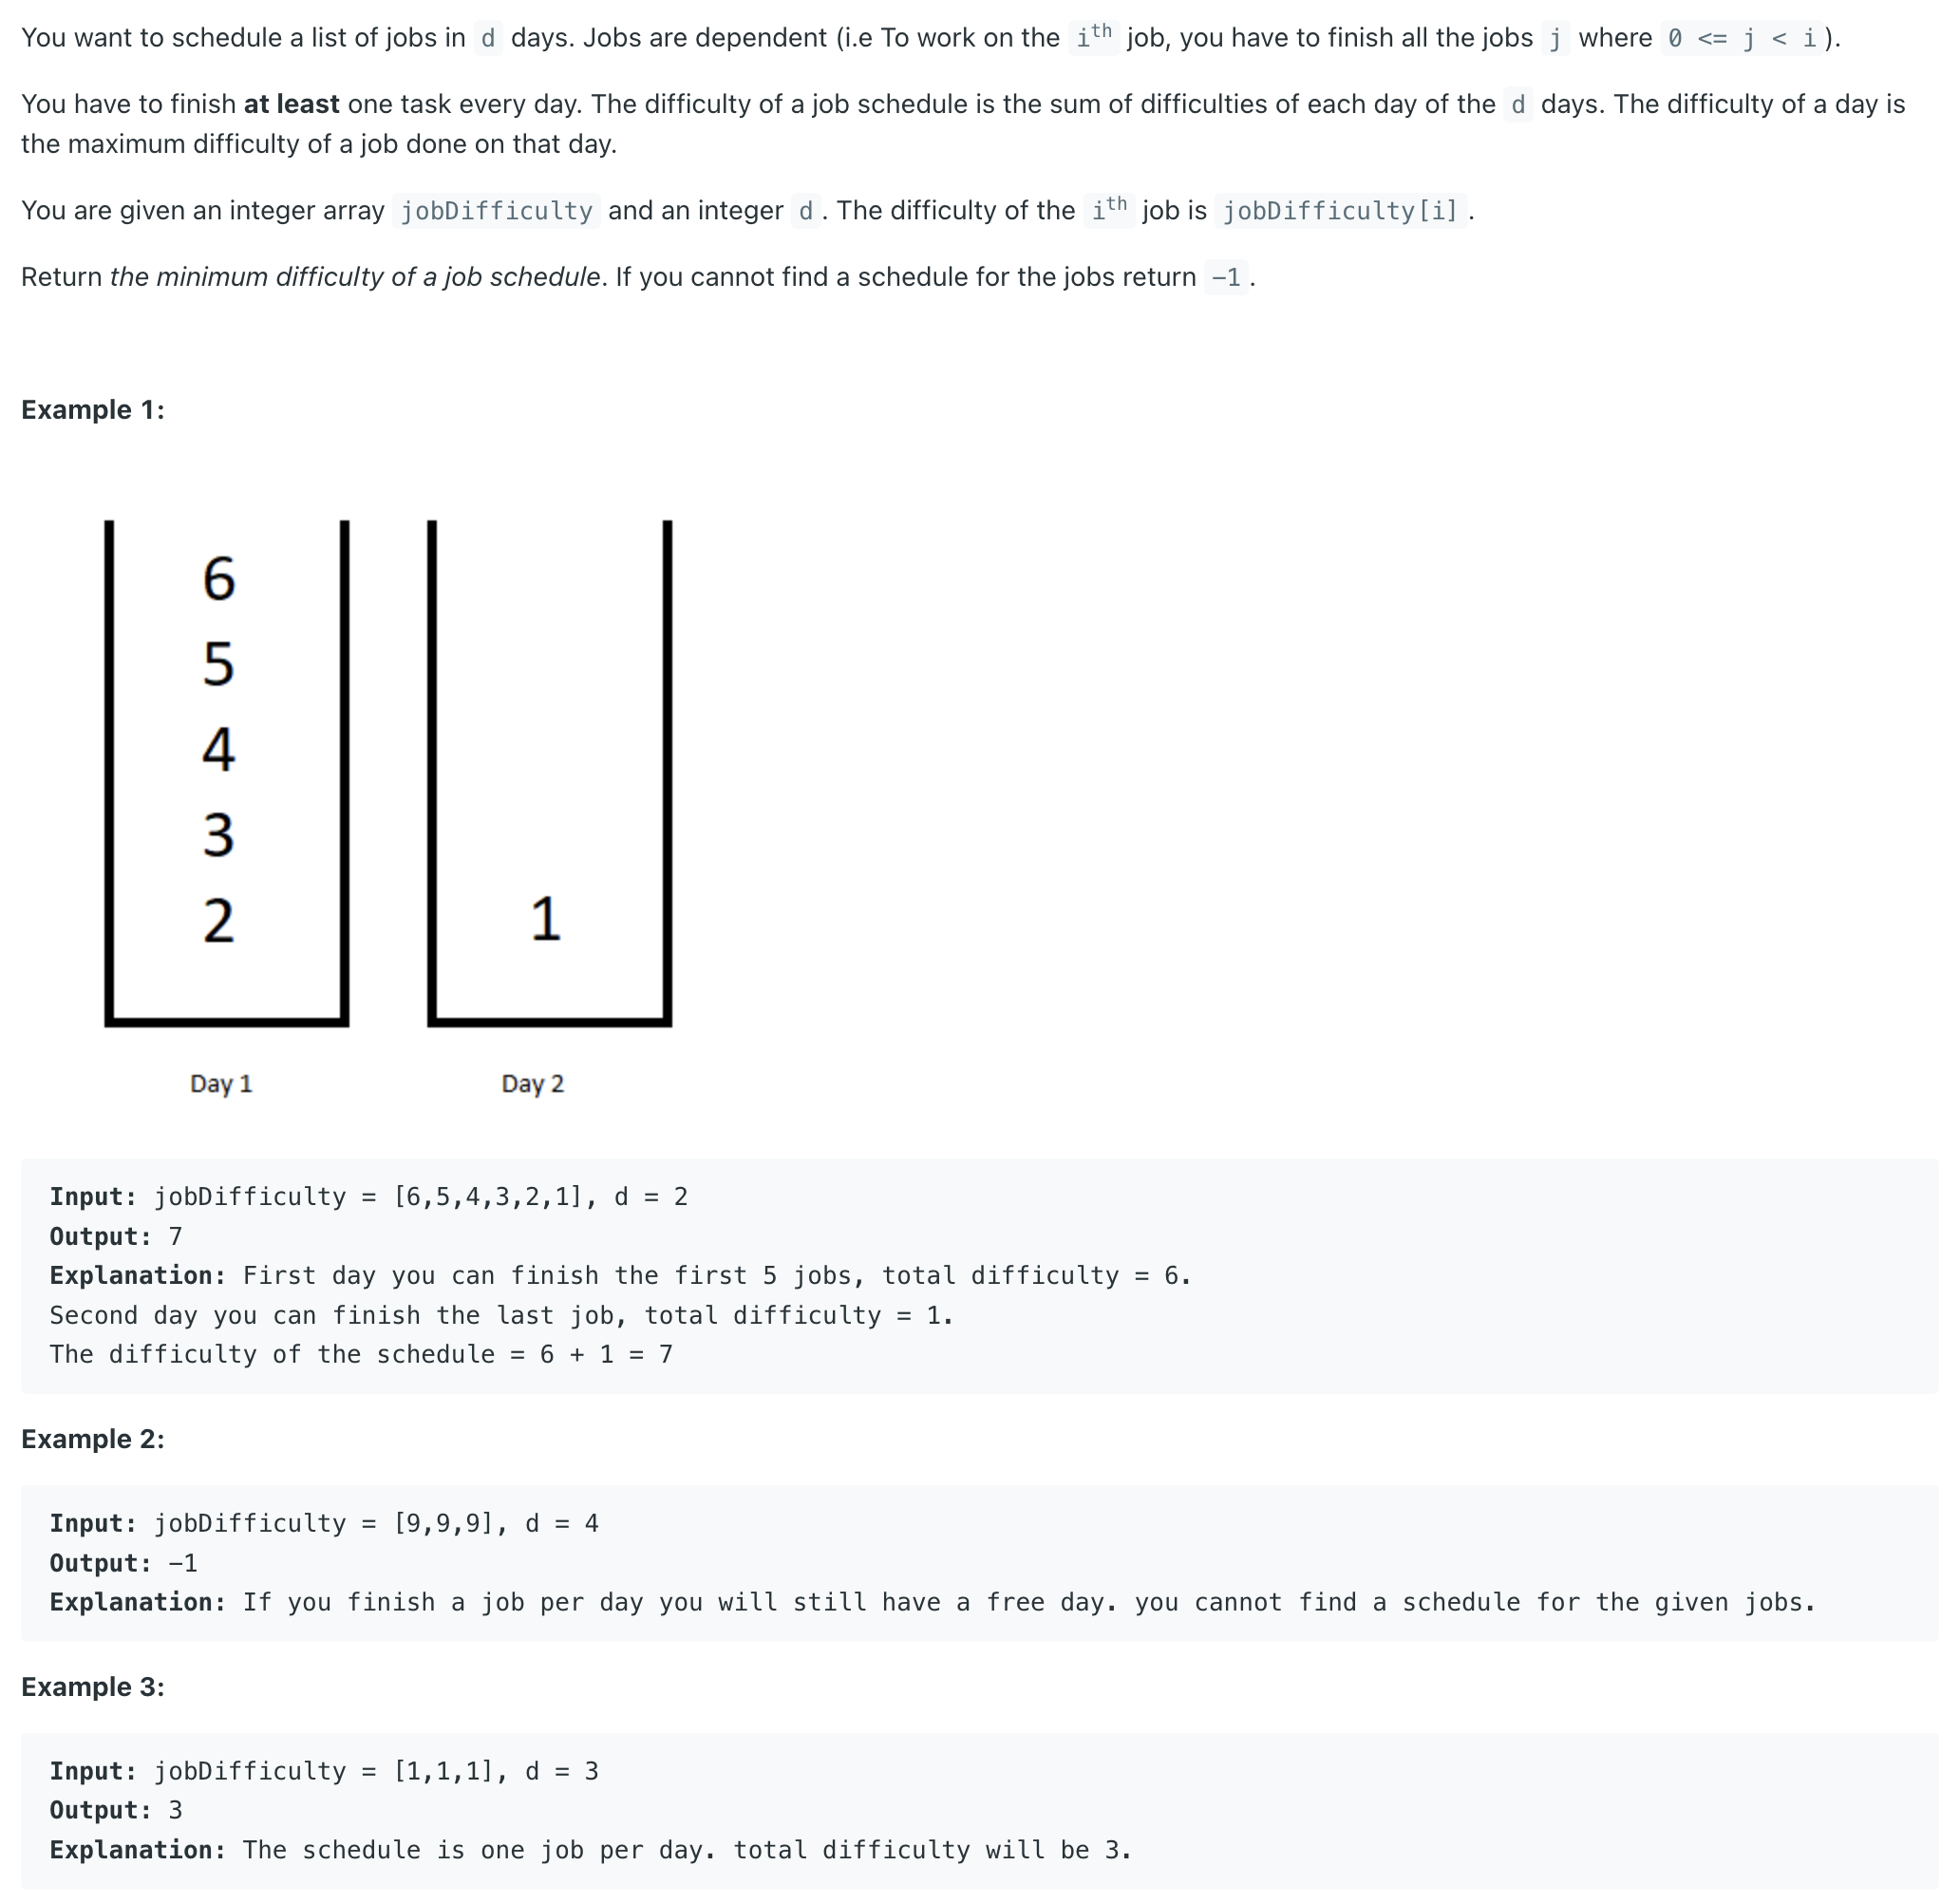 You want to schedule a list of jobs in d days. Jobs are dependent (i.e To work on the ith job, you have to finish all the jobs j where 0 <= j < i).
You have to finish at least one task every day. The difficulty of a job schedule is the sum of difficulties of each day of the d days. The difficulty of a day is
the maximum difficulty of a job done on that day.
You are given an integer array jobDifficulty and an integer d. The difficulty of the ith job is jobDifficulty[i].
Return the minimum difficulty of a job schedule. If you cannot find a schedule for the jobs return -1.
Example 1:
6
5
4
3
2 1
Day 1 Day 2
Input: jobDifficulty = [6,5,4,3,2,1], d = 2
Output: 7
Explanation: First day you can finish the first 5 jobs, total difficulty = 6.
Second day you can finish the last job, total difficulty = 1.
The difficulty of the schedule = 6 + 1 = 7
Example 2:
Input: jobDifficulty = [9,9,9], d = 4
Output: -1
Explanation: If you finish a job per day you will still have a free day. you cannot find a schedule for the given jobs.
Example 3:
Input: jobDifficulty = [1,1,1], d = 3
Output: 3
Explanation: The schedule is one job per day. total difficulty will be 3.